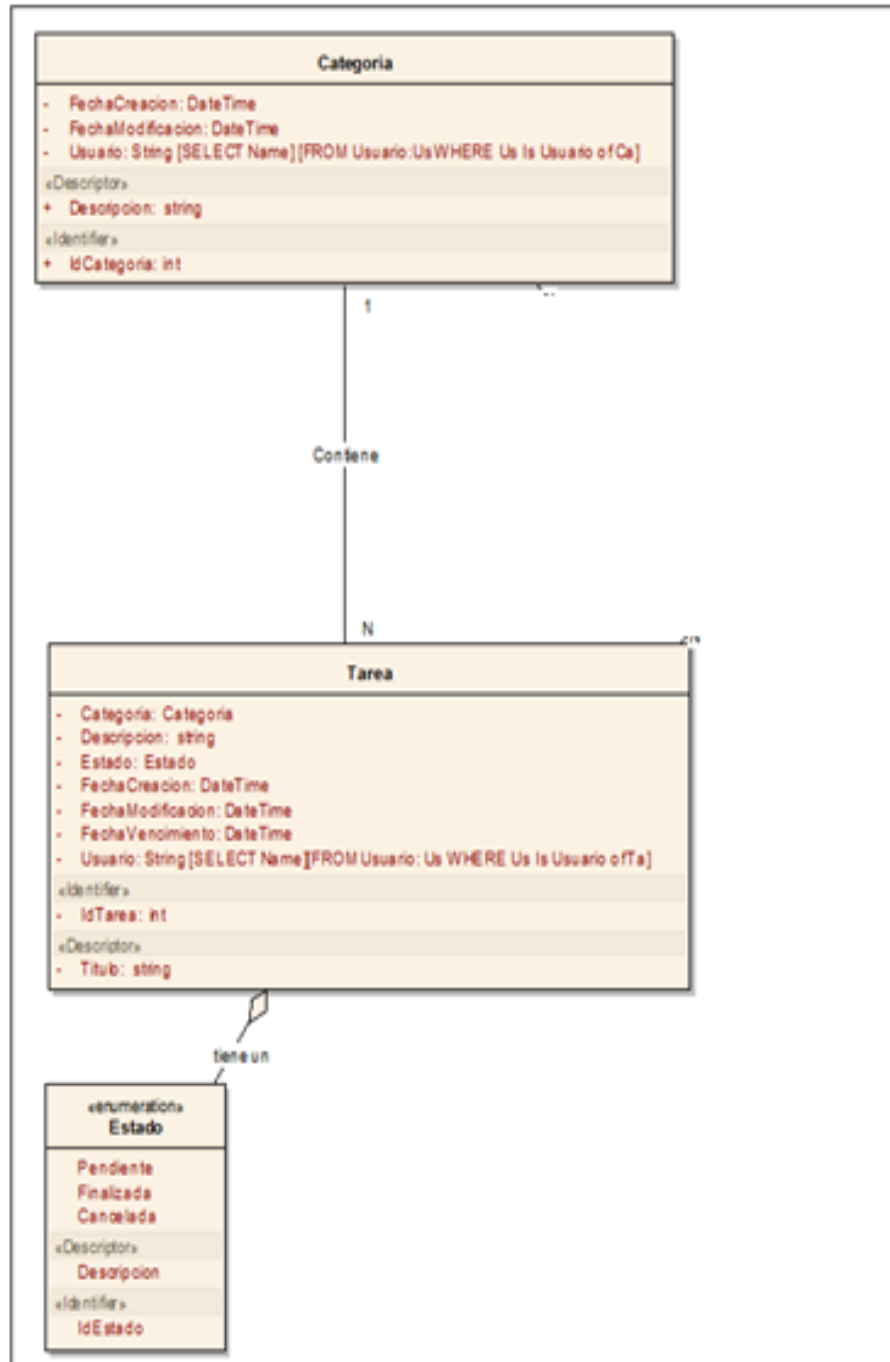 Categoria
- FechaCreacion: DateTime
- FechaModificacion: DateTime
- Usuario: String [SELECT Name] [FROM Usuario:Us WHERE Us Is Usuario of Ca]
«Descriptor»
+ Descripcion: string
«Identifier»
+ IdCategoria: int
1
Contiene
N
Tarea
- Categoria: Categoria
- Descripcion: string
- Estado: Estado
- FechaCreacion: DateTime
- FechaModificacion: DateTime
- FechaVencimiento: DateTime
- Usuario: String [SELECT Name][FROM Usuario: Us WHERE Us Is Usuario of Ta]
«Identifier»
- IdTarea: int
«Descriptor»
- Titulo: string
tiene un
«enumeration»
Estado
Pendiente
Finalizada
Cancelada
«Descriptor»
Descripcion
«Identifier»
IdEstado